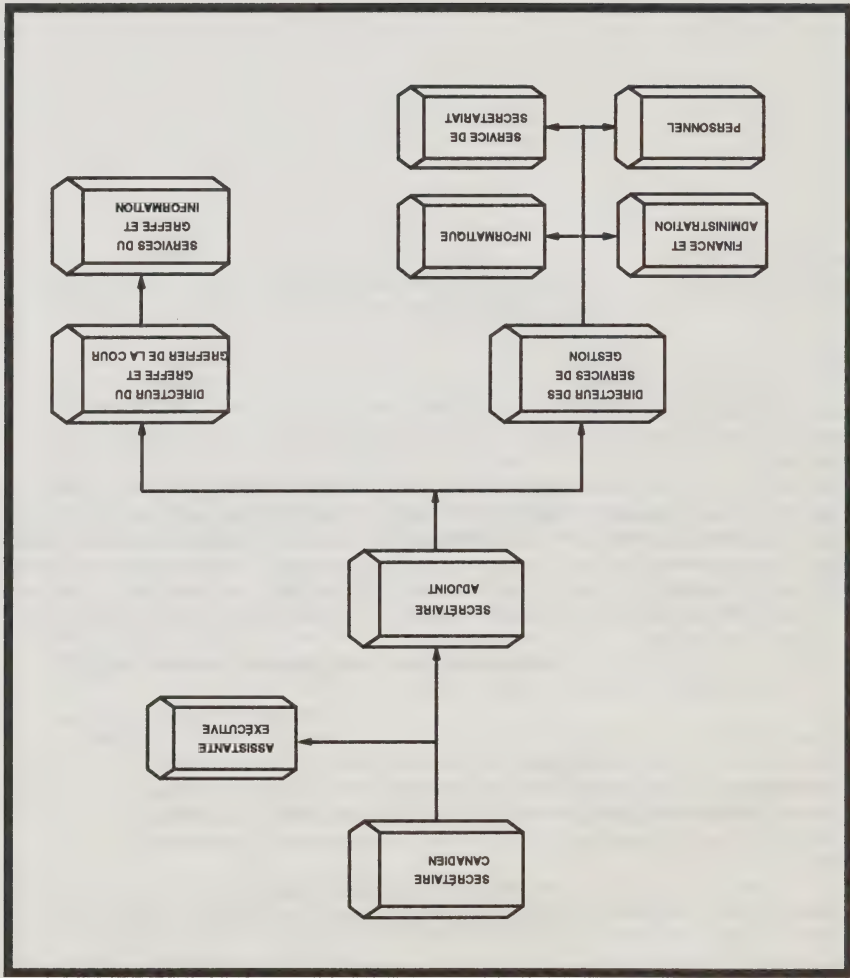 SECRÉTAIRE
CANADIEN
ASSISTANTE
EXÉCUTIVE
SECRÉTAIRE
ADJOINT
DIRECTEUR DES
SERVICES DE
GESTION
DIRECTEUR DU
GREFFE ET
GREFFIER DE LA COUR
FINANCE ET
ADMINISTRATION
INFORMATIQUE
SERVICES DU
GREFFE ET
INFORMATION
PERSONNEL
SERVICE DE
SECRETARIAT